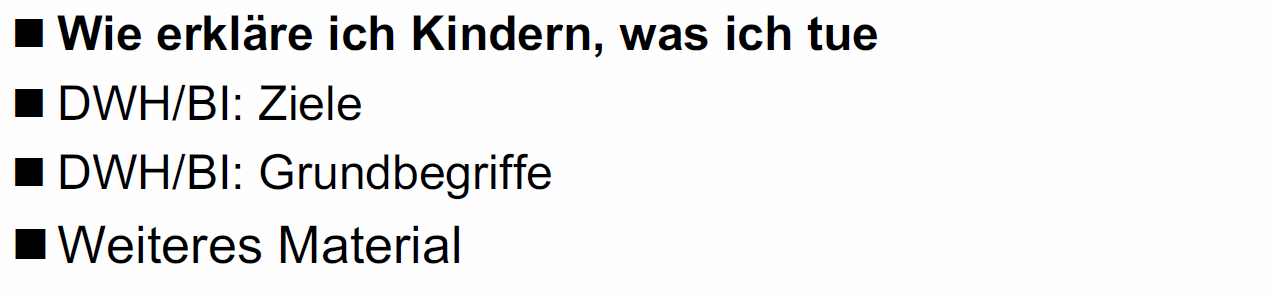 ■ Wie erkläre ich Kindern, was ich tue
■ DWH/BI: Ziele
■ DWH/BI: Grundbegriffe
■ Weiteres Material